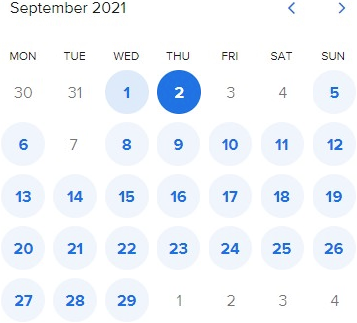 September 2021
MON TUE WED THU FRI SAT SUN
30 31 1 2 3 4 5
6 7 8 9 10 11 12
13 14 15 16 17 18 19
20 21 22 23 24 25 26
27 28 29 1 2 3 4